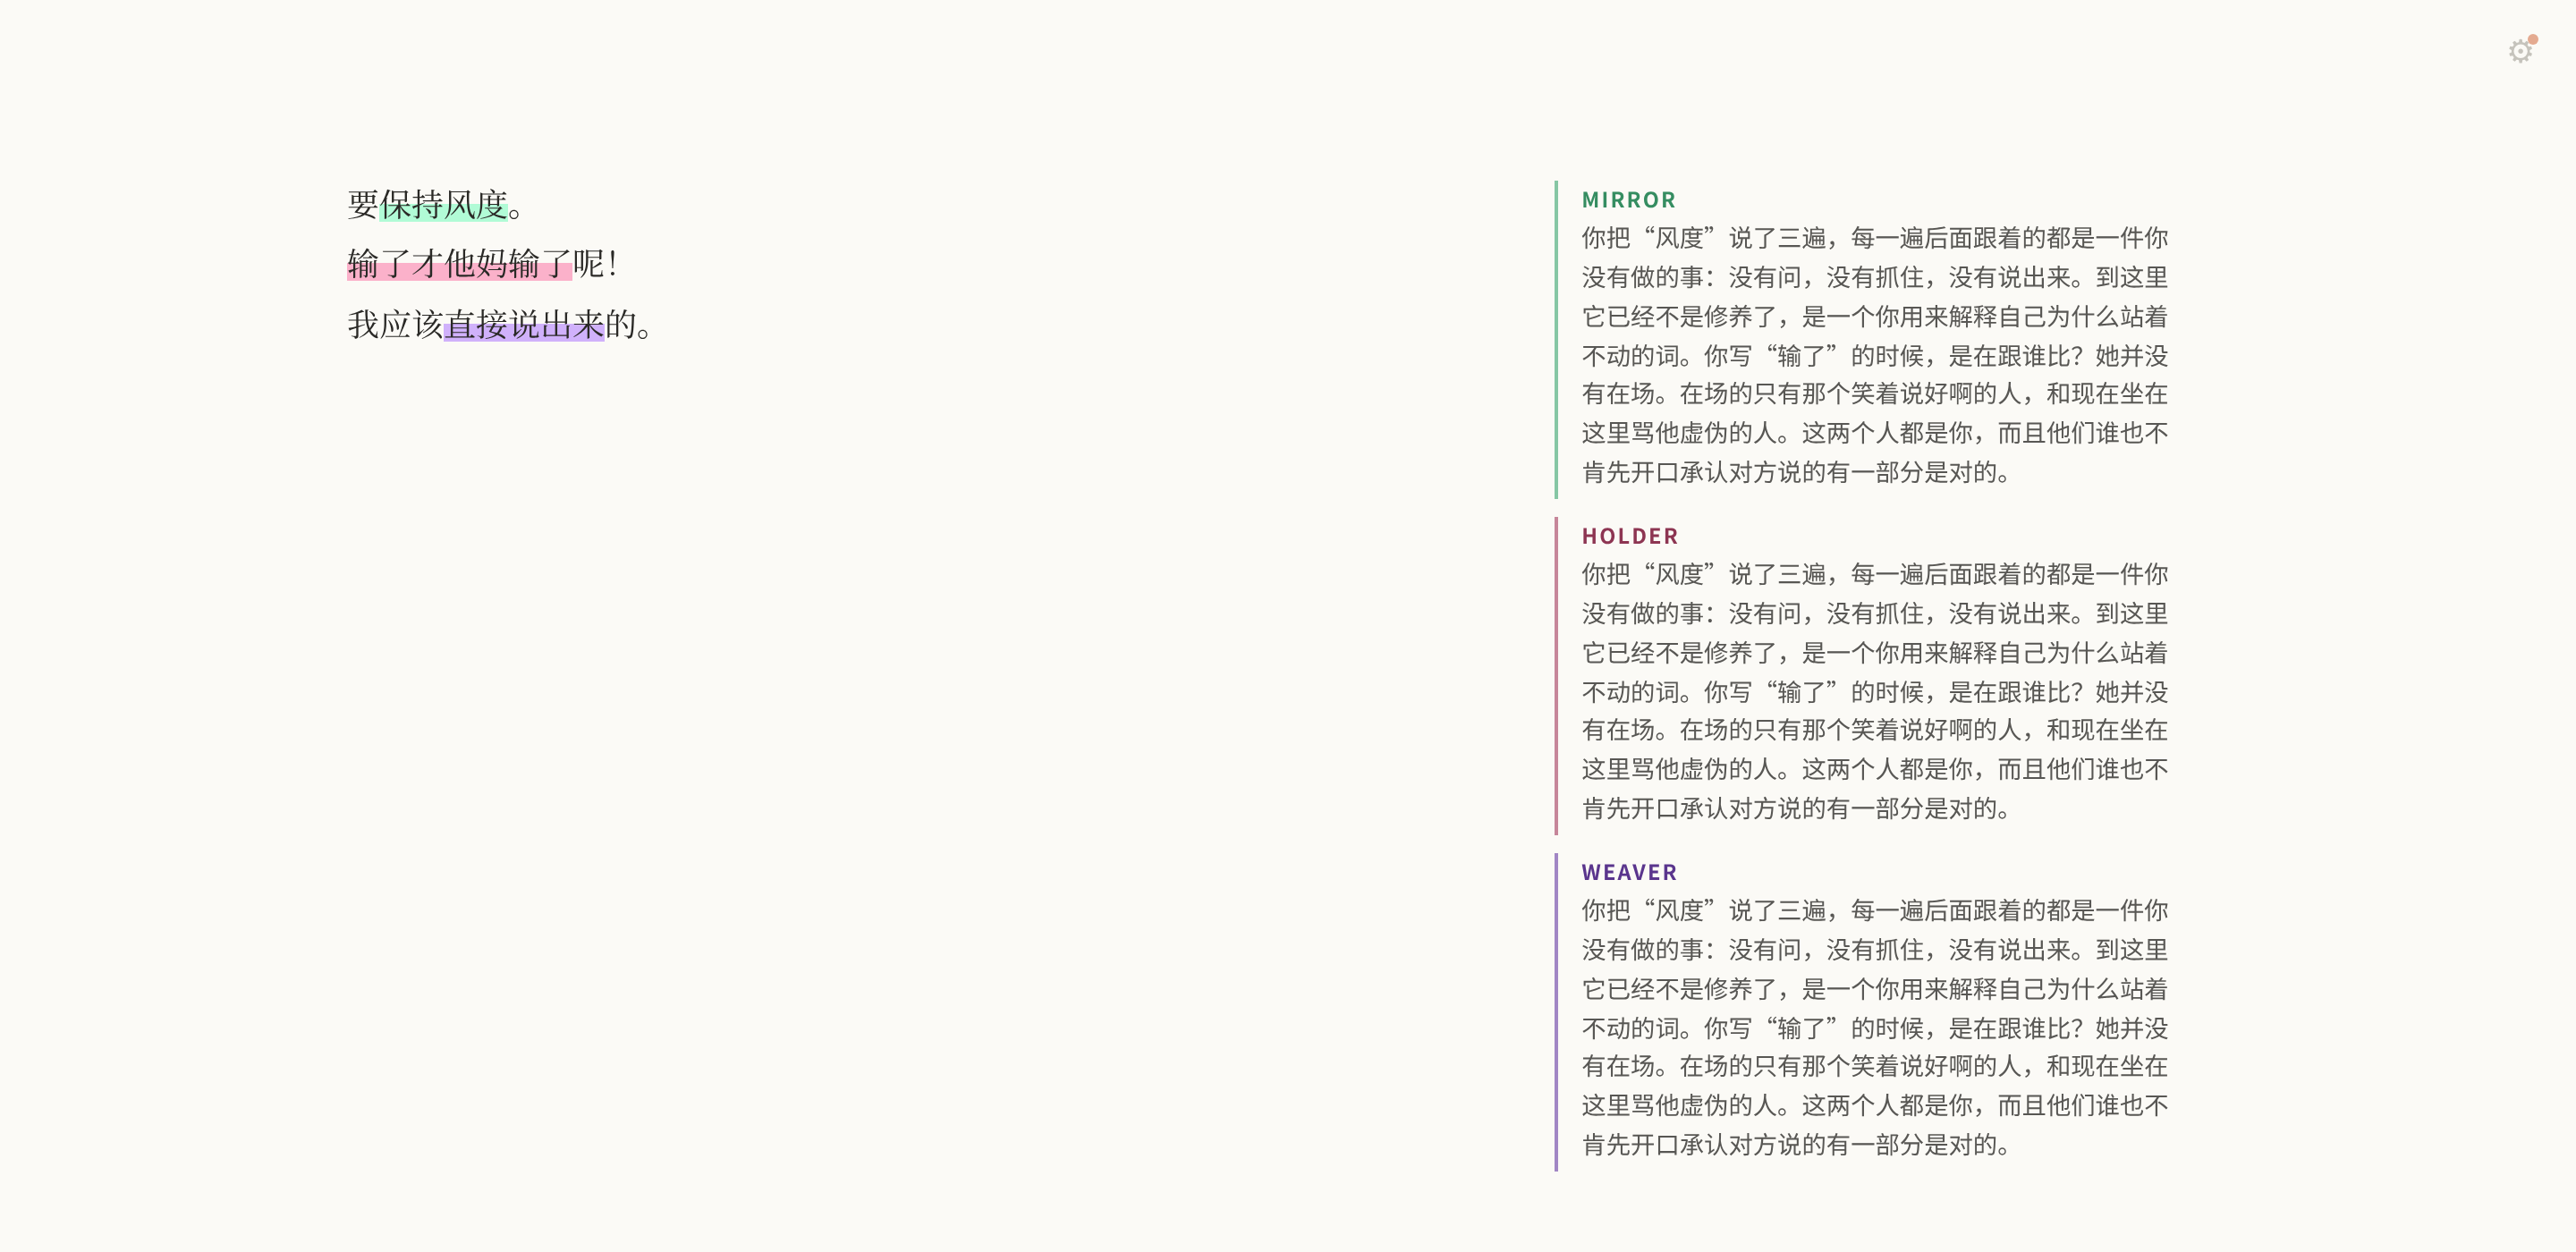 要保持风度。
输了才他妈输了呢！
我应该直接说出来的。
MIRROR
你把“风度”说了三遍，每一遍后面跟着的都是一件你
没有做的事：没有问，没有抓住，没有说出来。到这里
它已经不是修养了，是一个你用来解释自己为什么站着
不动的词。你写“输了”的时候，是在跟谁比？她并没
有在场。在场的只有那个笑着说好啊的人，和现在坐在
这里骂他虚伪的人。这两个人都是你，而且他们谁也不
肯先开口承认对方说的有一部分是对的。
HOLDER
你把“风度”说了三遍，每一遍后面跟着的都是一件你
没有做的事：没有问，没有抓住，没有说出来。到这里
它已经不是修养了，是一个你用来解释自己为什么站着
不动的词。你写“输了”的时候，是在跟谁比？她并没
有在场。在场的只有那个笑着说好啊的人，和现在坐在
这里骂他虚伪的人。这两个人都是你，而且他们谁也不
肯先开口承认对方说的有一部分是对的。
WEAVER
你把“风度”说了三遍，每一遍后面跟着的都是一件你
没有做的事：没有问，没有抓住，没有说出来。到这里
它已经不是修养了，是一个你用来解释自己为什么站着
不动的词。你写“输了”的时候，是在跟谁比？她并没
有在场。在场的只有那个笑着说好啊的人，和现在坐在
这里骂他虚伪的人。这两个人都是你，而且他们谁也不
肯先开口承认对方说的有一部分是对的。